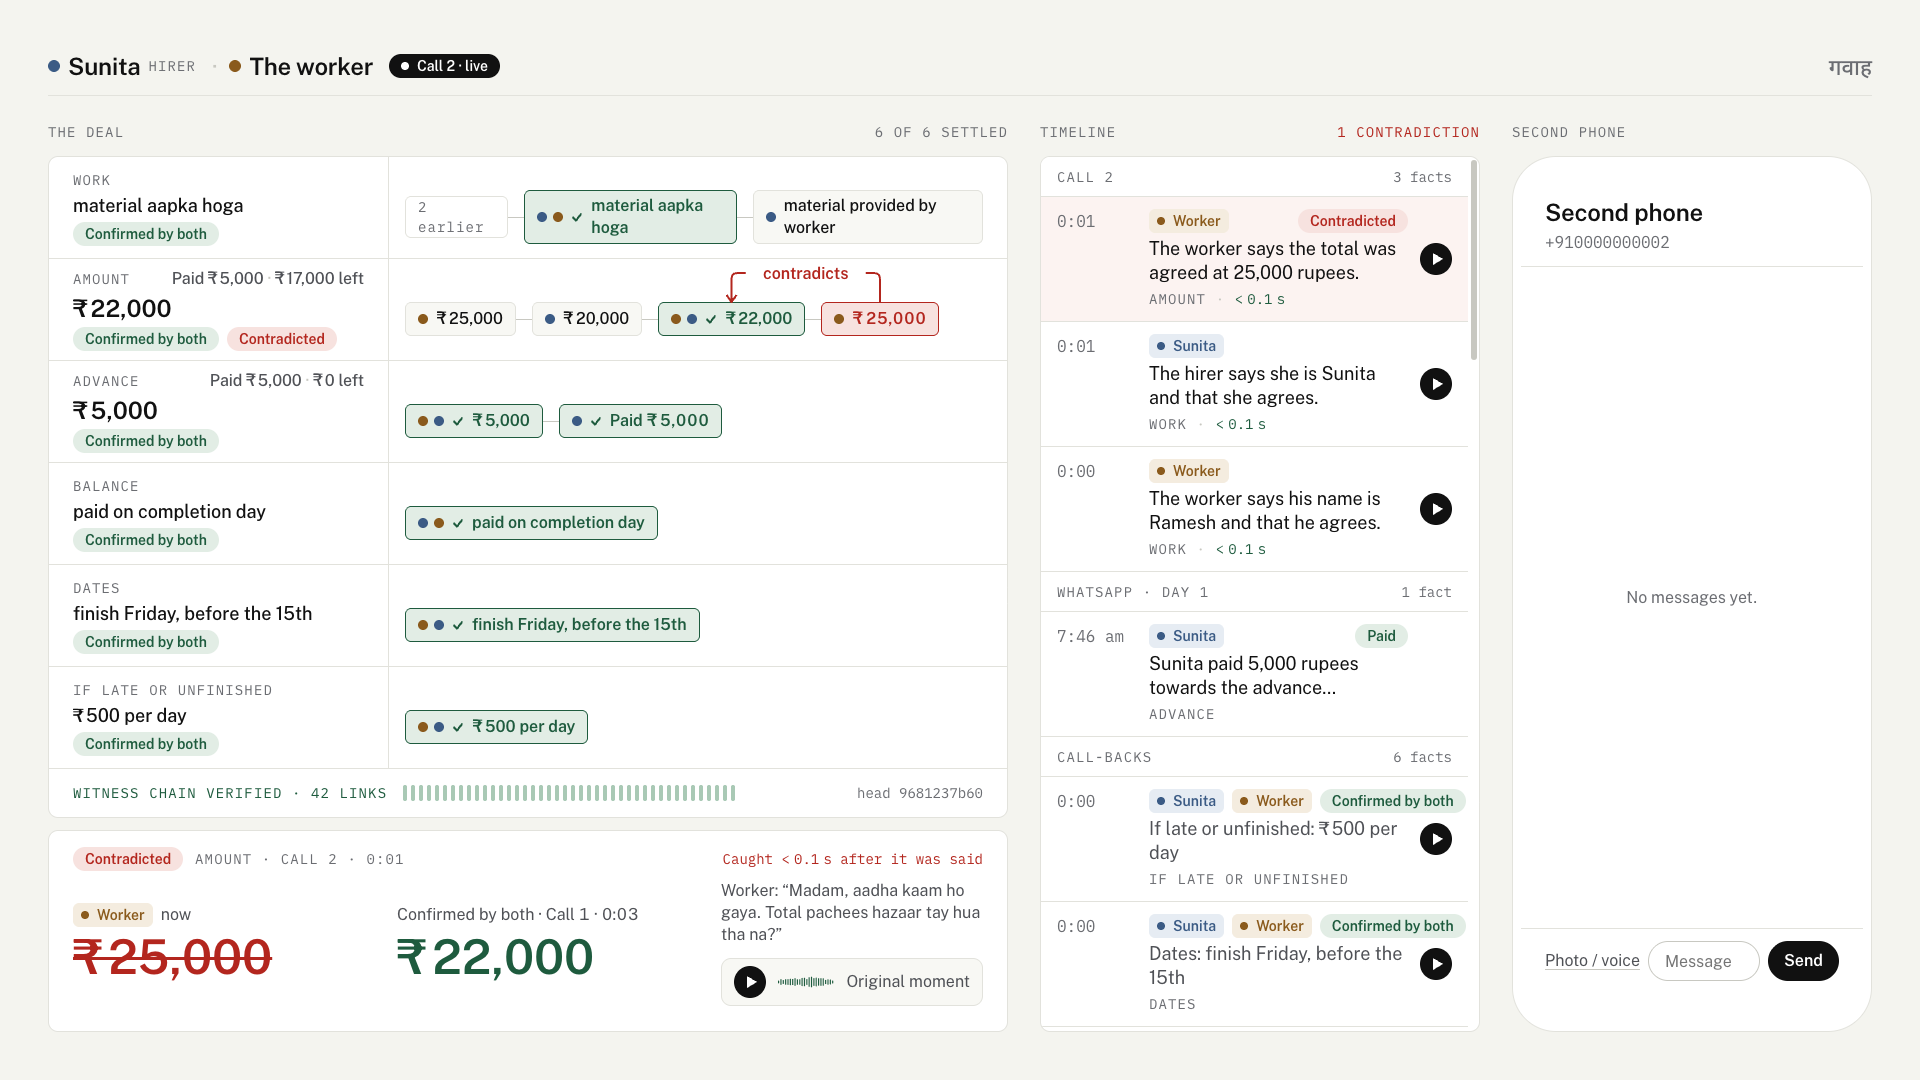 Sunita HIRER · The worker Call 2 · live
गवाह
THE DEAL 6 OF 6 SETTLED
WORK
material aapka hoga
Confirmed by both
2 earlier
material aapka hoga
material provided by worker
AMOUNT Paid ₹5,000 · ₹17,000 left
₹22,000
Confirmed by both Contradicted
contradicts
₹25,000 ₹20,000 ₹22,000 ₹25,000
ADVANCE Paid ₹5,000 · ₹0 left
₹5,000
Confirmed by both
₹5,000 Paid ₹5,000
BALANCE
paid on completion day
Confirmed by both
paid on completion day
DATES
finish Friday, before the 15th
Confirmed by both
finish Friday, before the 15th
IF LATE OR UNFINISHED
₹500 per day
Confirmed by both
₹500 per day
WITNESS CHAIN VERIFIED · 42 LINKS head 9681237b60
Contradicted AMOUNT · CALL 2 · 0:01
Worker now
₹25,000
Confirmed by both · Call 1 · 0:03
₹22,000
Caught <0.1 s after it was said
Worker: “Madam, aadha kaam ho
gaya. Total pachees hazaar tay hua
tha na?”
Original moment
TIMELINE 1 CONTRADICTION
CALL 2 3 facts
0:01 Worker Contradicted
The worker says the total was
agreed at 25,000 rupees.
AMOUNT · <0.1 s
0:01 Sunita
The hirer says she is Sunita
and that she agrees.
WORK · <0.1 s
0:00 Worker
The worker says his name is
Ramesh and that he agrees.
WORK · <0.1 s
WHATSAPP · DAY 1 1 fact
7:46 am Sunita Paid
Sunita paid 5,000 rupees
towards the advance…
ADVANCE
CALL-BACKS 6 facts
0:00 Sunita Worker Confirmed by both
If late or unfinished: ₹500 per
day
IF LATE OR UNFINISHED
0:00 Sunita Worker Confirmed by both
Dates: finish Friday, before the
15th
DATES
SECOND PHONE
Second phone
+910000000002
No messages yet.
Photo / voice Message Send